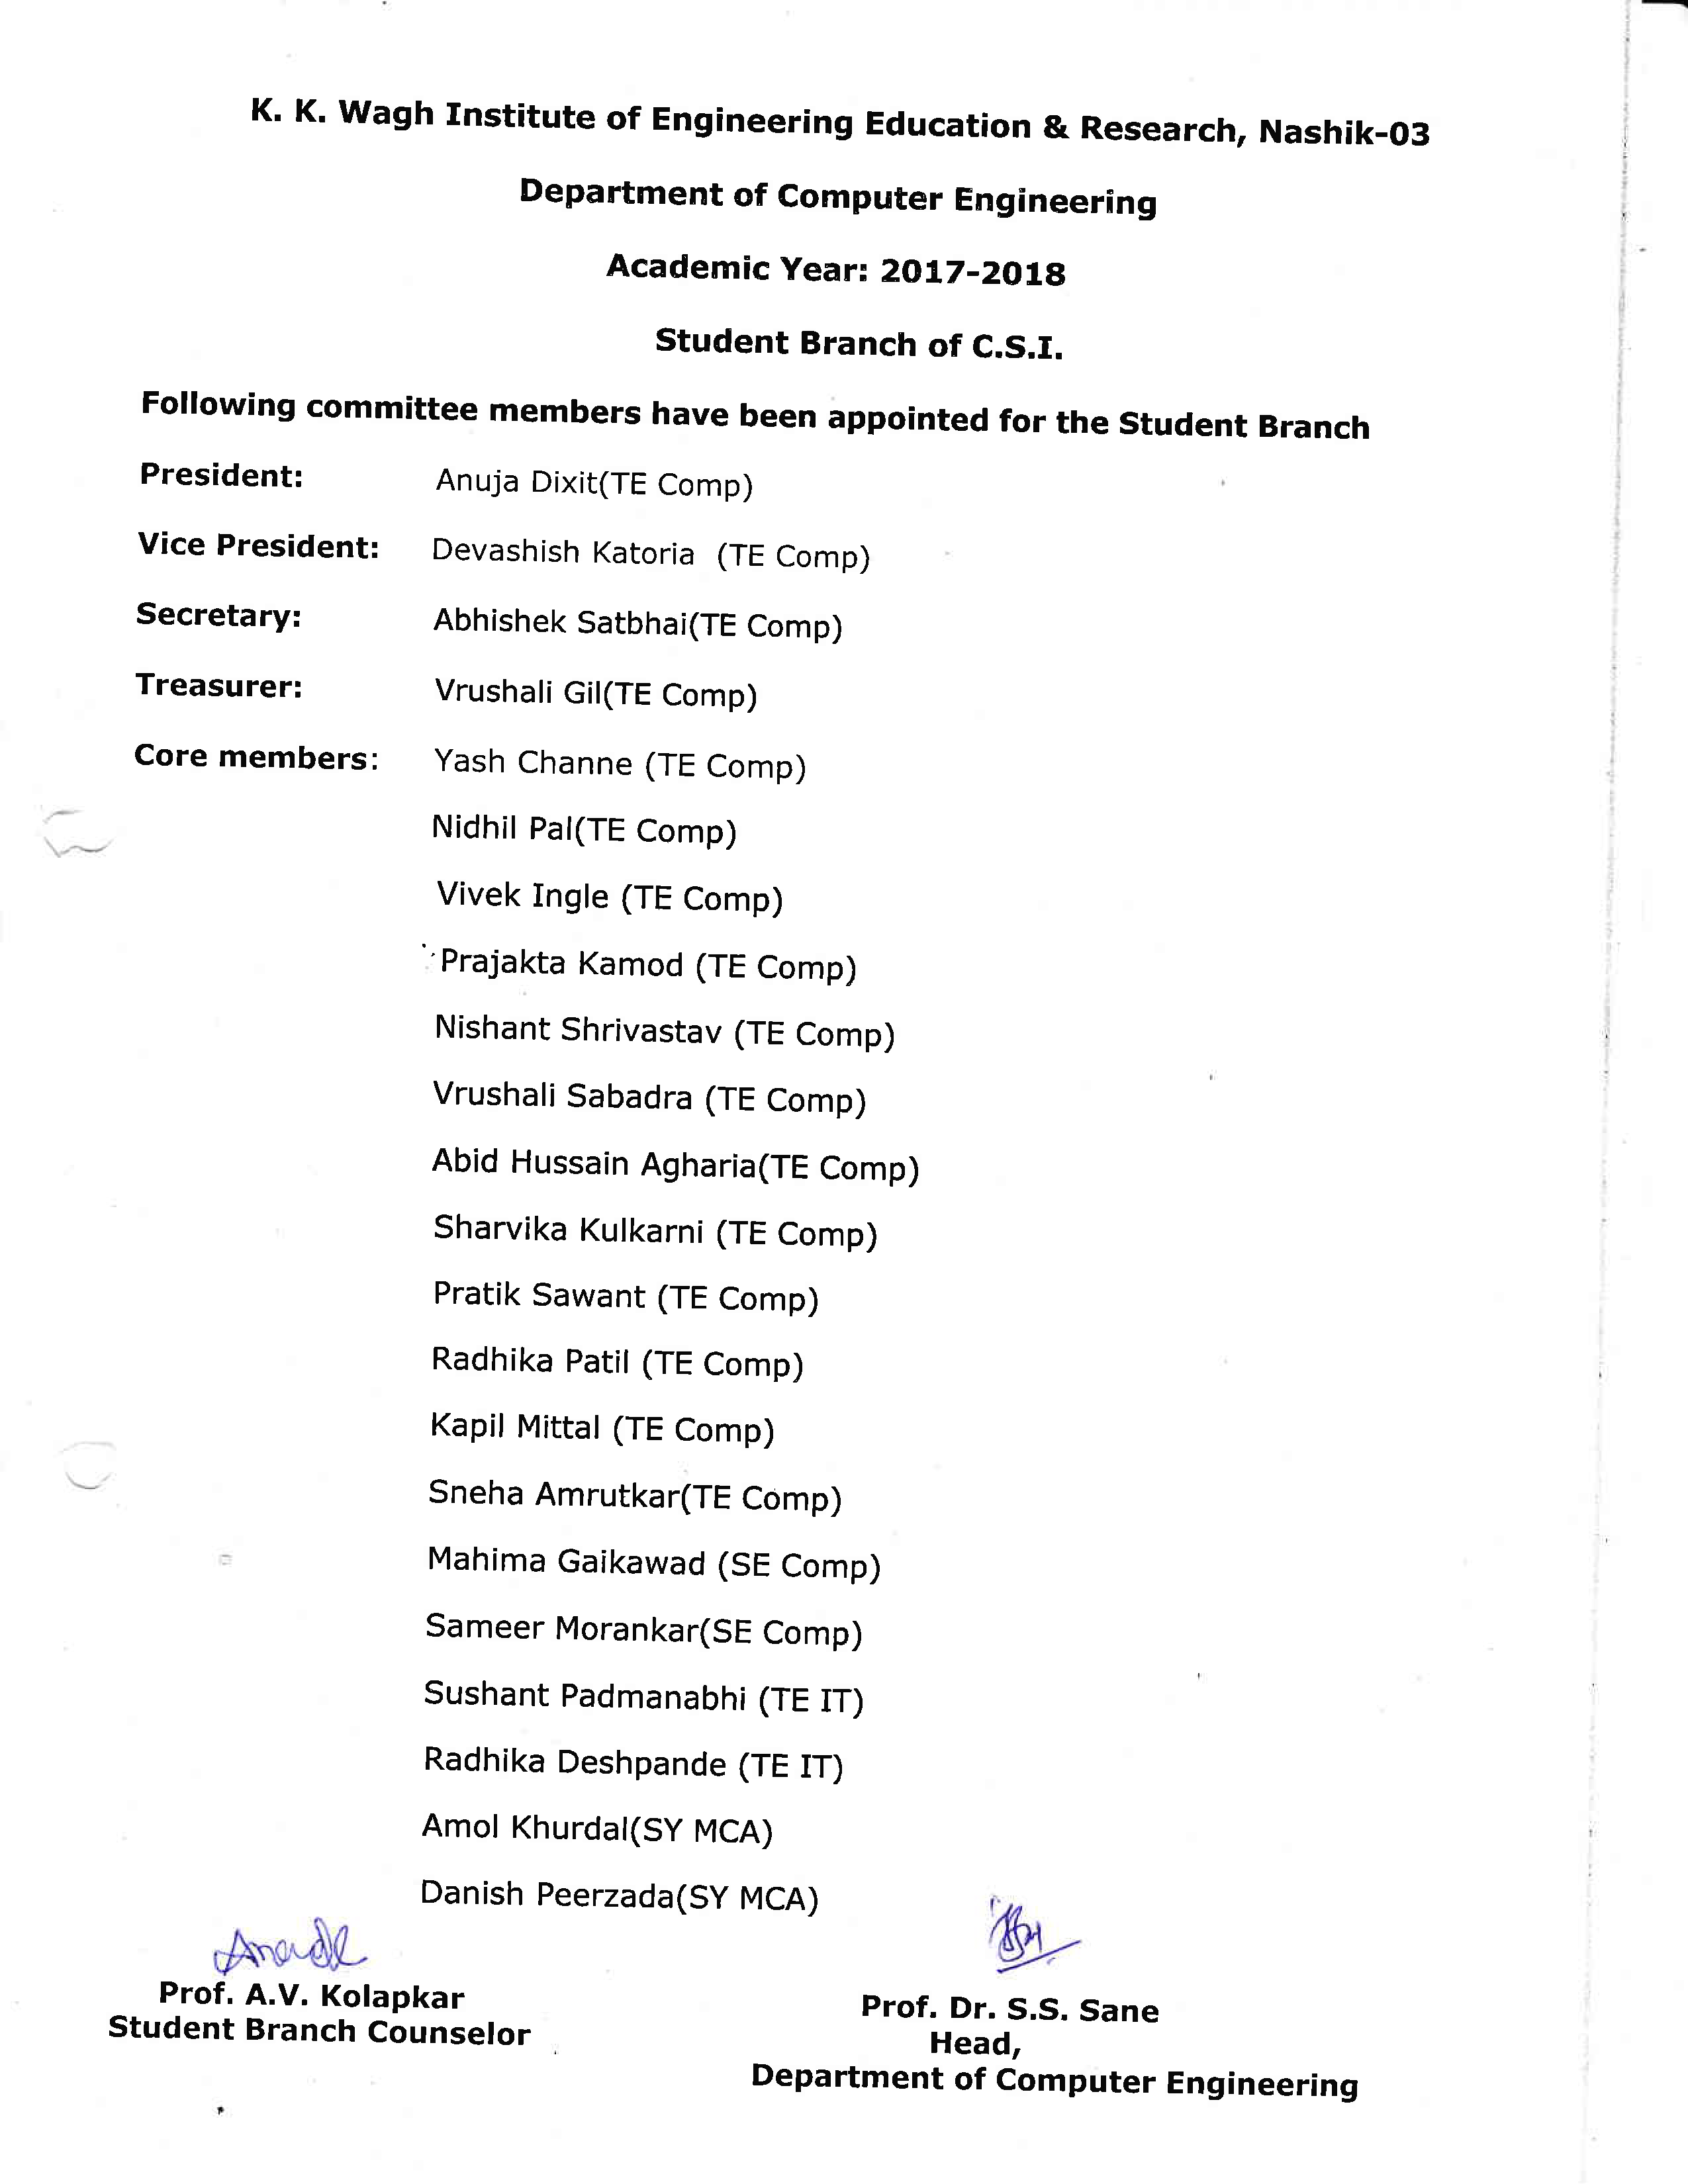 K. K. Wagh Institute of Engineering Education & Research, Nashik-03
Department of Computer Engineering
Academic Year: 2017-2018
Student Branch of C.S.I.
Following committee members have been appointed for the Student Branch
President: Anuja Dixit(TE Comp)
Vice President: Devashish Katoria (TE Comp)
Secretary: Abhishek Satbhai(TE Comp)
Treasurer: Vrushali Gil(TE Comp)
Core members: Yash Channe (TE Comp)
Nidhil Pal(TE Comp)
Vivek Ingle (TE Comp)
Prajakta Kamod (TE Comp)
Nishant Shrivastav (TE Comp)
Vrushali Sabadra (TE Comp)
Abid Hussain Agharia(TE Comp)
Sharvika Kulkarni (TE Comp)
Pratik Sawant (TE Comp)
Radhika Patil (TE Comp)
Kapil Mittal (TE Comp)
Sneha Amrutkar(TE Comp)
Mahima Gaikawad (SE Comp)
Sameer Morankar(SE Comp)
Sushant Padmanabhi (TE IT)
Radhika Deshpande (TE IT)
Amol Khurdal(SY MCA)
Danish Peerzada(SY MCA)
Prof. A.V. Kolapkar
Student Branch Counselor
Prof. Dr. S.S. Sane
Head,
Department of Computer Engineering